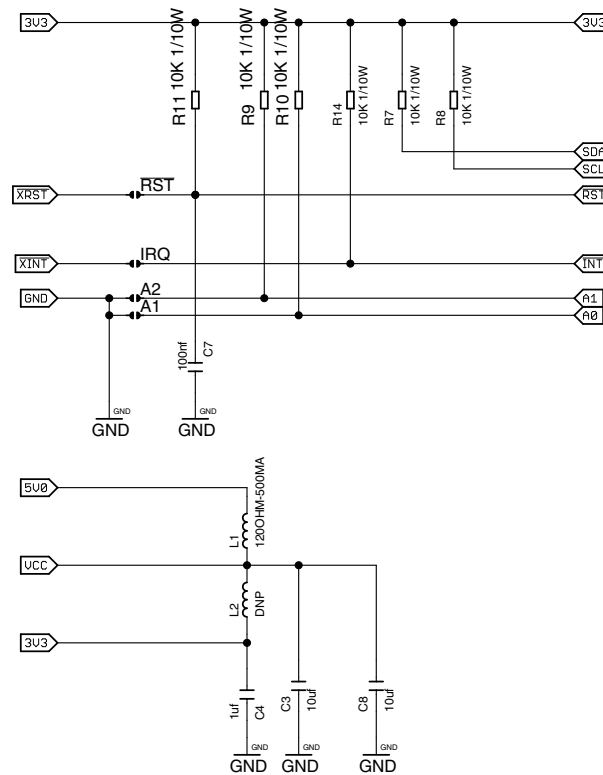 3V3
R11 10K 1/10W
R9 10K 1/10W
R10 10K 1/10W
R14 10K 1/10W
R7 10K 1/10W
R8 10K 1/10W
3V3
SDA
SCL
XRST
RST
RST
XINT
IRQ
INT
GND
A2
A1
A1
A0
100nf C7
GND
GND
GND
GND
5V0
L1 120OHM-500MA
VCC
L2 DNP
3V3
1uf C4
C3 10uf
C8 10uf
GND
GND
GND
GND
GND
GND